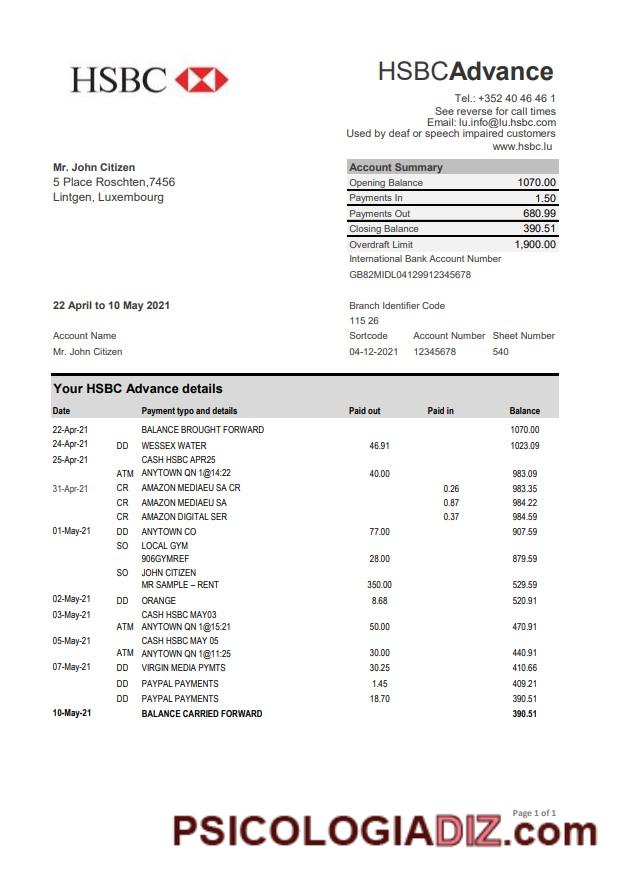 HSBC
HSBCAdvance
Tel.: +352 40 46 46 1
See reverse for call times
Email: lu.info@lu.hsbc.com
Used by deaf or speech impaired customers
www.hsbc.lu
Mr. John Citizen
5 Place Roschten,7456
Lintgen, Luxembourg
Account Summary
Opening Balance 1070.00
Payments In 1.50
Payments Out 680.99
Closing Balance 390.51
Overdraft Limit 1,900.00
International Bank Account Number
GB82MIDL04129912345678
22 April to 10 May 2021
Branch Identifier Code
115 26
Account Name Sortcode Account Number Sheet Number
Mr. John Citizen 04-12-2021 12345678 540
Your HSBC Advance details
Date Payment typo and details Paid out Paid in Balance
22-Apr-21 BALANCE BROUGHT FORWARD 1070.00
24-Apr-21 DD WESSEX WATER 46.91 1023.09
25-Apr-21 CASH HSBC APR25
ATM ANYTOWN QN 1@14:22 40.00 983.09
31-Apr-21 CR AMAZON MEDIAEU SA CR 0.26 983.35
CR AMAZON MEDIAEU SA 0.87 984.22
CR AMAZON DIGITAL SER 0.37 984.59
01-May-21 DD ANYTOWN CO 77.00 907.59
SO LOCAL GYM
906GYMREF 28.00 879.59
SO JOHN CITIZEN
MR SAMPLE – RENT 350.00 529.59
02-May-21 DD ORANGE 8.68 520.91
03-May-21 CASH HSBC MAY03
ATM ANYTOWN QN 1@15:21 50.00 470.91
05-May-21 CASH HSBC MAY 05
ATM ANYTOWN QN 1@11:25 30.00 440.91
07-May-21 DD VIRGIN MEDIA PYMTS 30.25 410.66
DD PAYPAL PAYMENTS 1.45 409.21
DD PAYPAL PAYMENTS 18.70 390.51
10-May-21 BALANCE CARRIED FORWARD 390.51
Page 1 of 1
PSICOLOGIADIZ.com